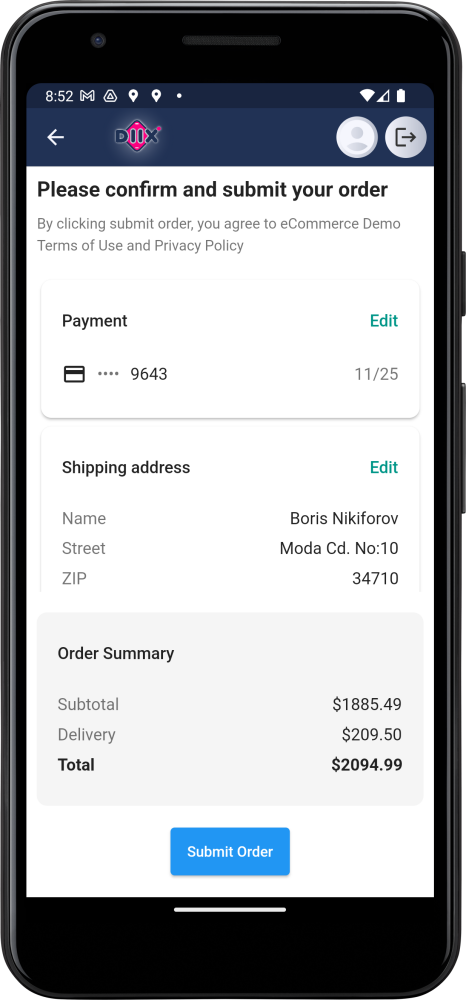 8:52
DIIX
Please confirm and submit your order
By clicking submit order, you agree to eCommerce Demo
Terms of Use and Privacy Policy
Payment Edit
•••• 9643 11/25
Shipping address Edit
Name Boris Nikiforov
Street Moda Cd. No:10
ZIP 34710
Order Summary
Subtotal $1885.49
Delivery $209.50
Total $2094.99
Submit Order